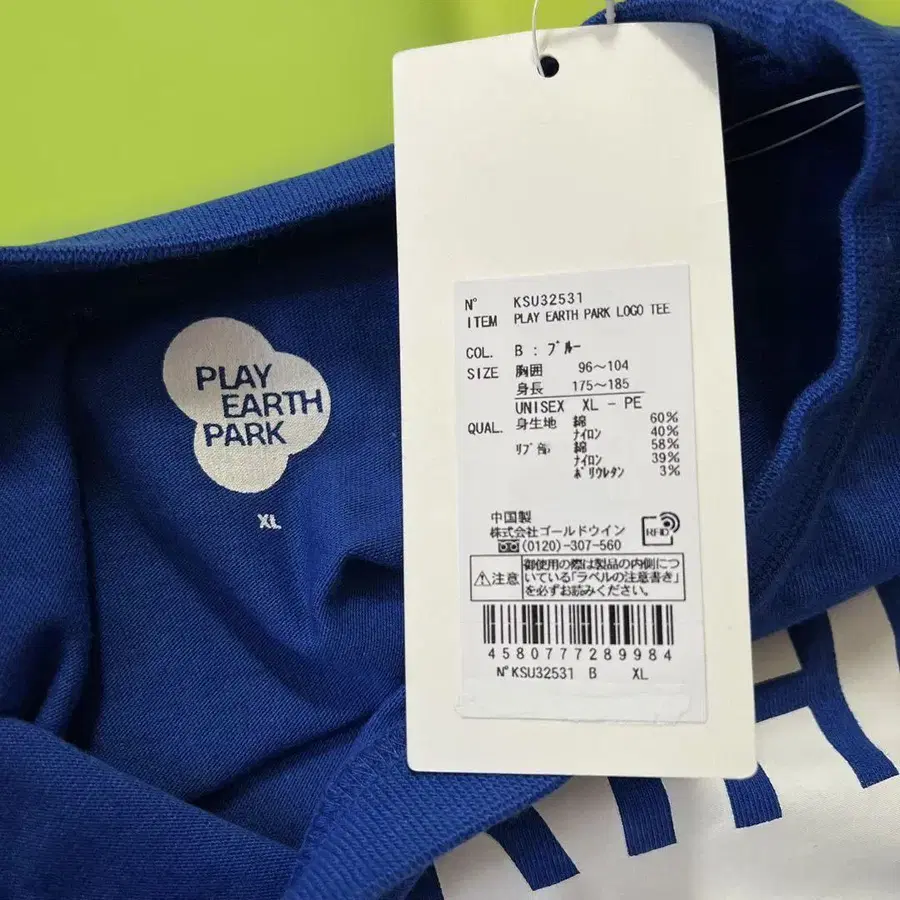 PLAY
EARTH
PARK
XL
N° KSU32531
ITEM PLAY EARTH PARK LOGO TEE
COL. B : ブルー
SIZE 胸囲 96～104
身長 175～185
UNISEX XL - PE
QUAL. 身生地 綿 60%
ナイロン 40%
リブ部 綿 58%
ナイロン 39%
ポリウレタン 3%
中国製
株式会社ゴールドウイン
(0120)-307-560
RFID
注意
御使用の際は製品の内側につ
いている「ラベルの注意書き」
を必ずお読みください。
4580777289984
N°KSU32531 B XL